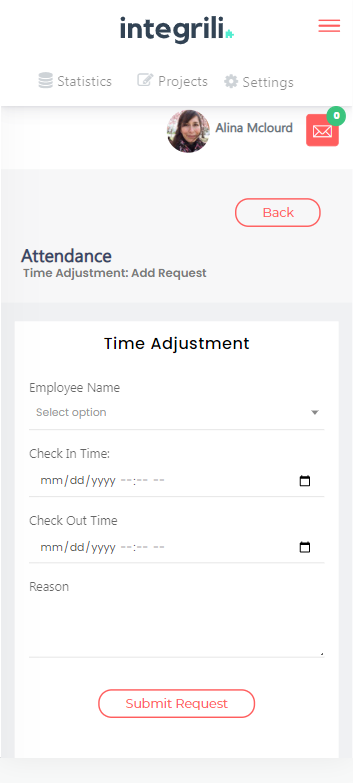 integrili
Statistics Projects Settings
Alina Mclourd
0
Back
Attendance
Time Adjustment: Add Request
Time Adjustment
Employee Name
Select option
Check In Time:
mm/dd/yyyy --:-- --
Check Out Time
mm/dd/yyyy --:-- --
Reason
Submit Request